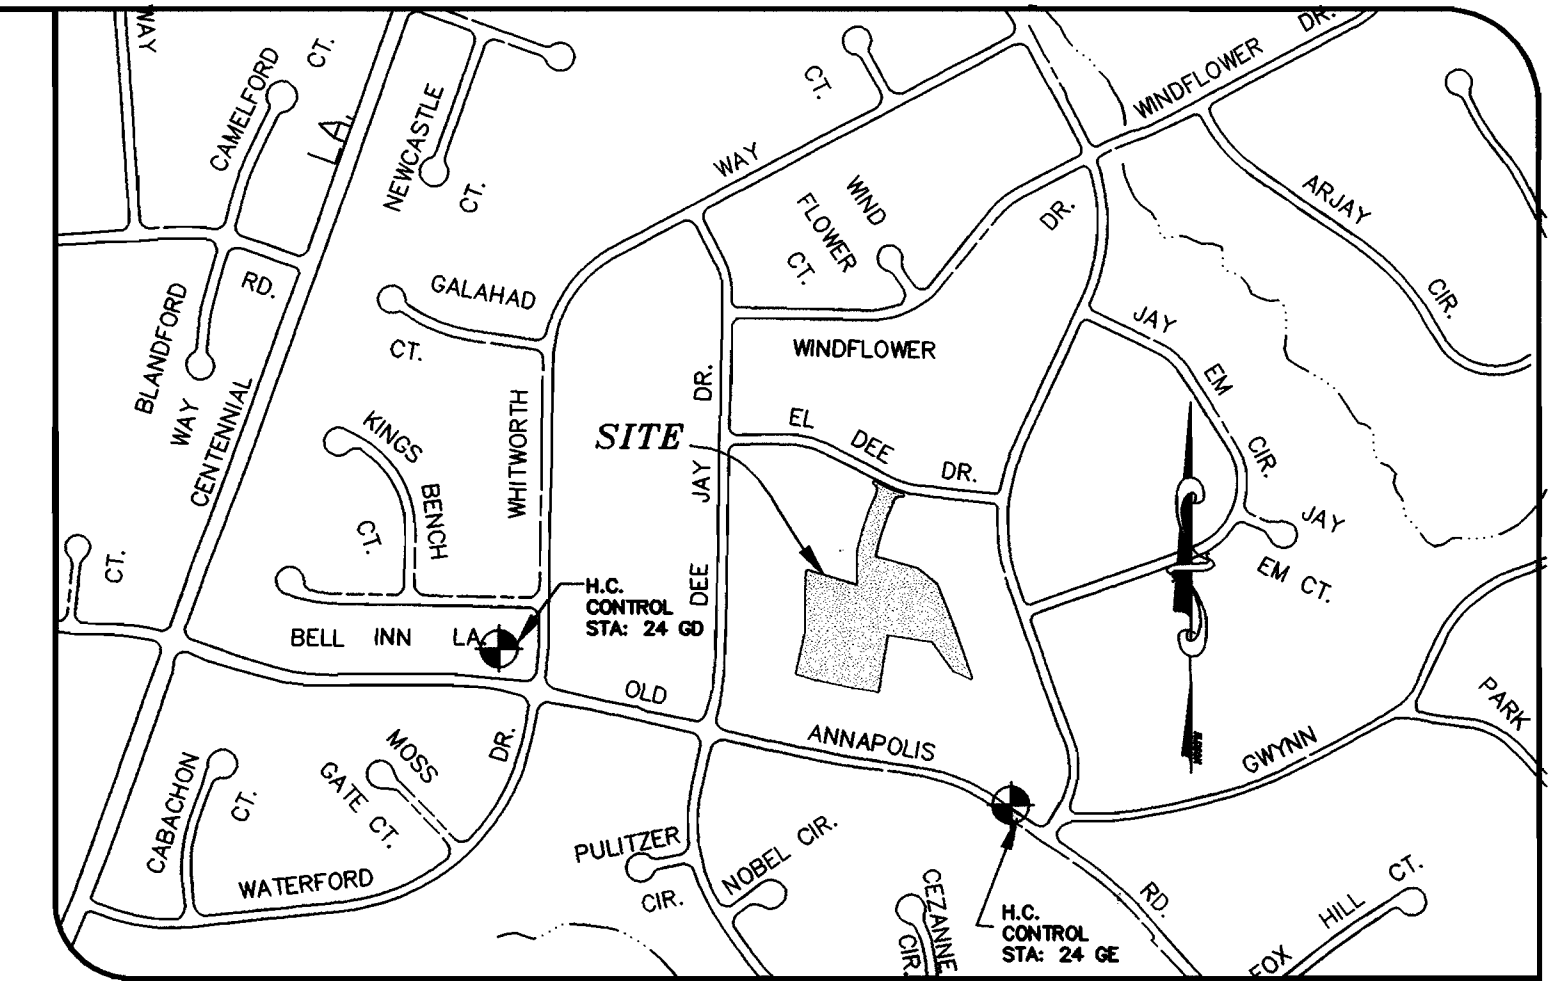 WAY
CAMELFORD
CT.
LA.
NEWCASTLE
CT.
CT.
WAY
WINDFLOWER
DR.
WIND
FLOWER
CT.
DR.
ARJAY
CIR.
RD.
BLANDFORD
WAY
CENTENNIAL
GALAHAD
CT.
KINGS
BENCH
CT.
WHITWORTH
DR.
WINDFLOWER
JAY
EM
CIR.
JAY
EM CT.
SITE
EL
DEE
DR.
JAY
DEE
CT.
BELL INN LA.
H.C.
CONTROL
STA: 24 GD
OLD
ANNAPOLIS
RD.
GWYNN
PARK
CABACHON
CT.
MOSS
GATE CT.
DR.
WATERFORD
PULITZER
CIR.
NOBEL CIR.
CEZANNE
CIR.
H.C.
CONTROL
STA: 24 GE
FOX
HILL
CT.